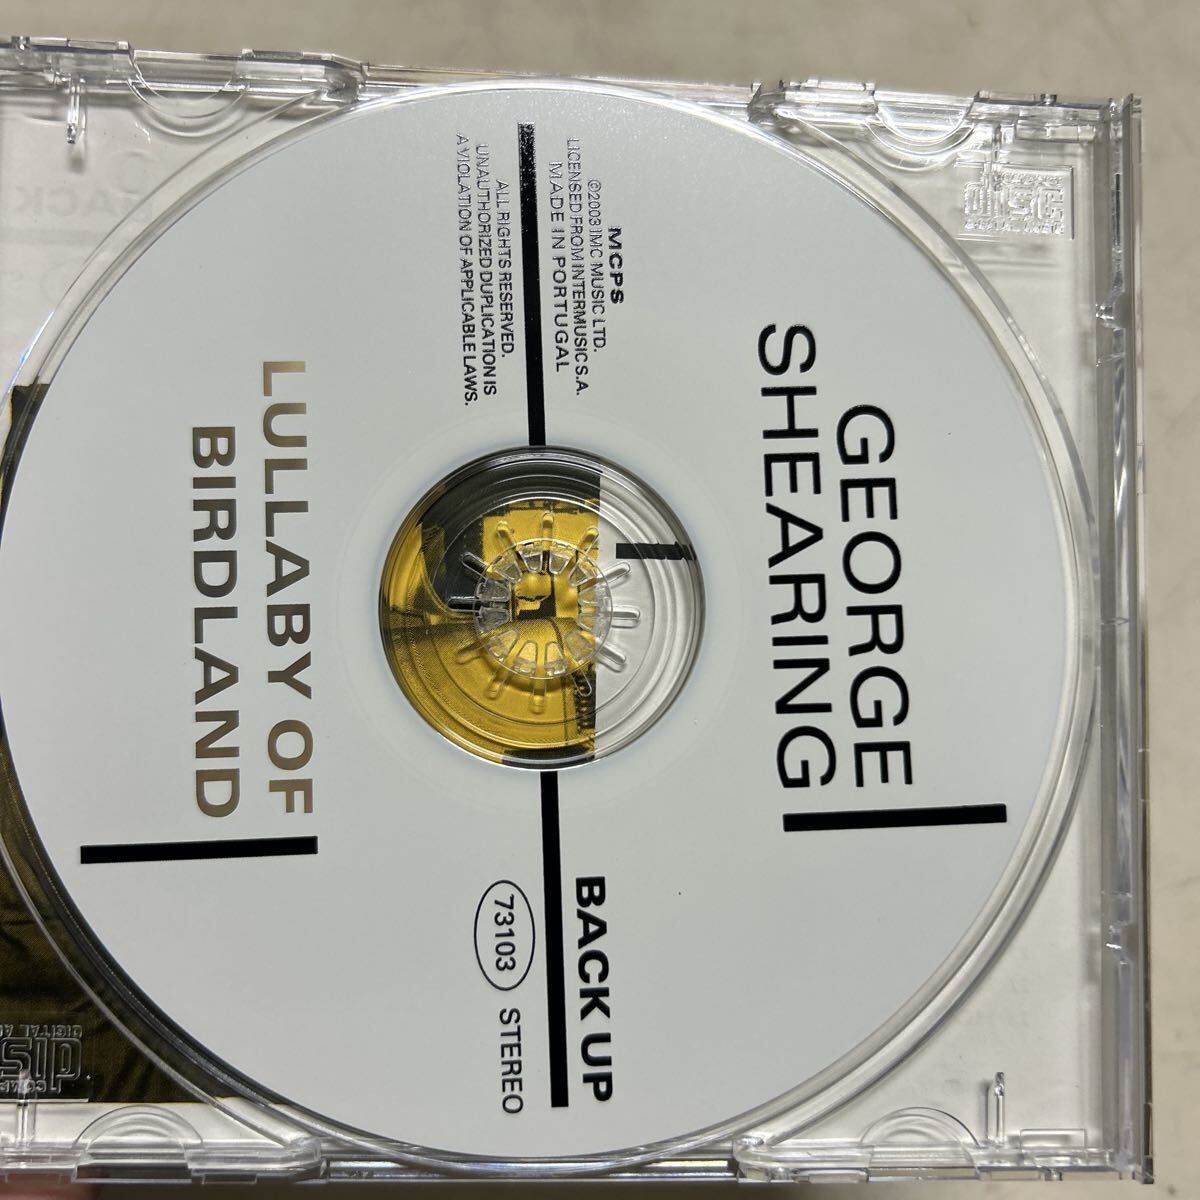 GEORGE
SHEARING
MCPS
©2003 IMC MUSIC LTD.
LICENSED FROM INTERMUSIC S.A.
MADE IN PORTUGAL
ALL RIGHTS RESERVED.
UNAUTHORIZED DUPLICATION IS
A VIOLATION OF APPLICABLE LAWS.
BACK UP
73103
STEREO
LULLABY OF
BIRDLAND